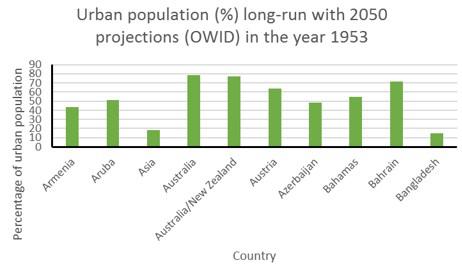 Urban population (%) long-run with 2050
projections (OWID) in the year 1953
Percentage of urban population
90
80
70
60
50
40
30
20
10
0
Armenia
Aruba
Asia
Australia
Australia/New Zealand
Austria
Azerbaijan
Bahamas
Bahrain
Bangladesh
Country